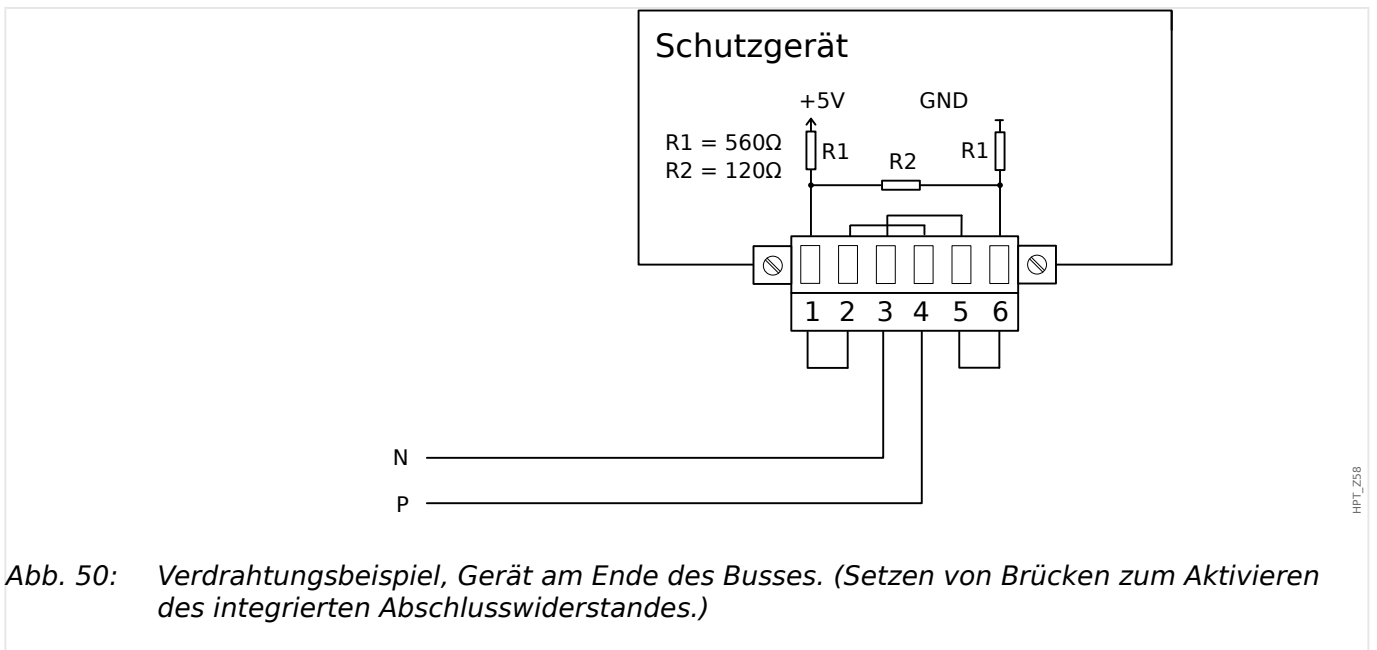 Schutzgerät
+5V GND
R1 = 560Ω
R2 = 120Ω
R1 R2 R1
1 2 3 4 5 6
N
P
HPT_Z58
Abb. 50: Verdrahtungsbeispiel, Gerät am Ende des Busses. (Setzen von Brücken zum Aktivieren
des integrierten Abschlusswiderstandes.)